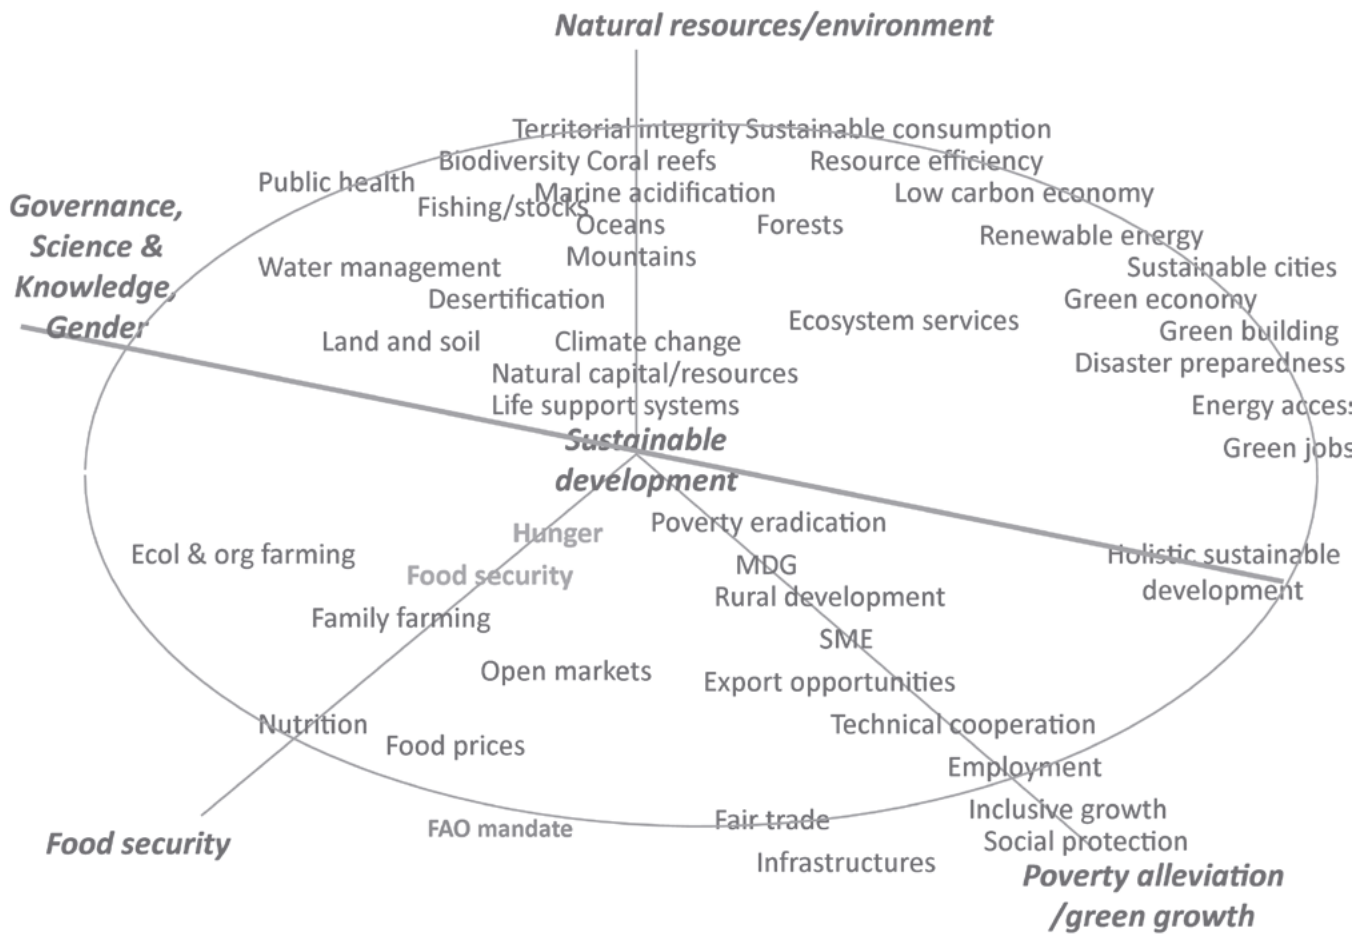 Natural resources/environment
Territorial integrity Sustainable consumption
Biodiversity Coral reefs Resource efficiency
Public health Marine acidification Low carbon economy
Governance,
Science &
Knowledge,
Gender
Fishing/stocks
Oceans Forests
Renewable energy
Mountains
Water management
Sustainable cities
Desertification
Green economy
Ecosystem services
Green building
Land and soil
Climate change
Disaster preparedness
Natural capital/resources
Life support systems
Energy access
Sustainable
development
Green jobs
Hunger
Poverty eradication
Ecol & org farming
Holistic sustainable
development
Food security
MDG
Rural development
Family farming
SME
Open markets
Export opportunities
Nutrition
Technical cooperation
Food prices
Employment
Inclusive growth
FAO mandate
Fair trade
Social protection
Food security
Infrastructures
Poverty alleviation
/green growth